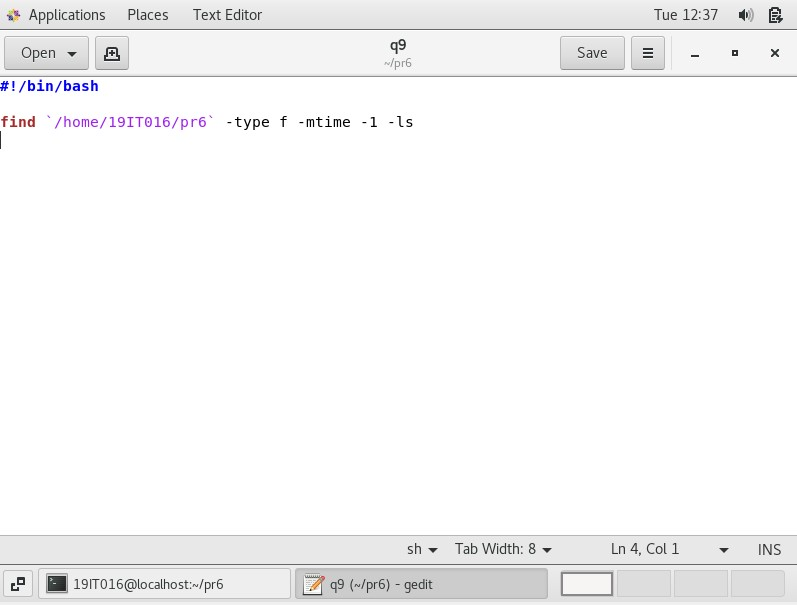 Applications Places Text Editor Tue 12:37
Open q9 Save
~/pr6
#!/bin/bash
find `/home/19IT016/pr6` -type f -mtime -1 -ls
sh Tab Width: 8 Ln 4, Col 1 INS
19IT016@localhost:~/pr6 q9 (~/pr6) - gedit